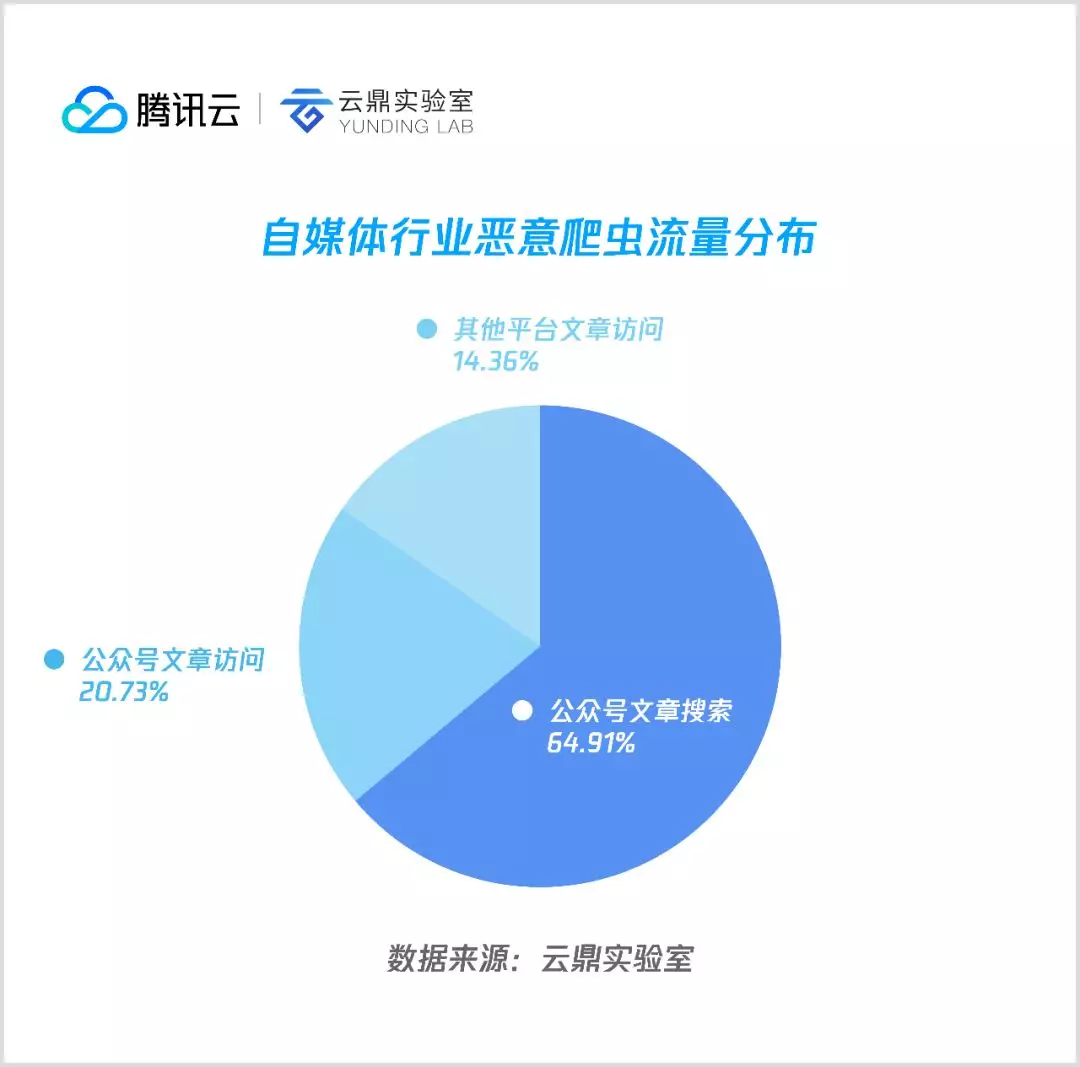 腾讯云
云鼎实验室
YUNDING LAB
自媒体行业恶意爬虫流量分布
其他平台文章访问
14.36%
公众号文章访问
20.73%
公众号文章搜索
64.91%
数据来源：云鼎实验室